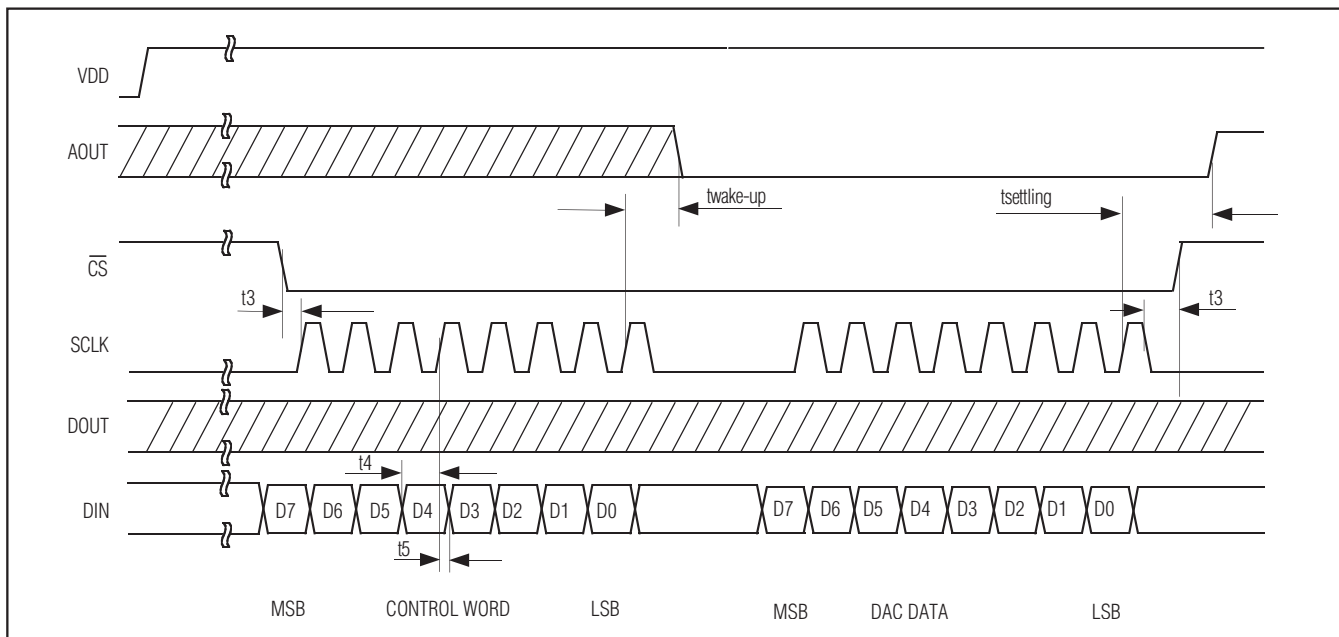 VDD
AOUT
twake-up
tsettling
CS
t3
t3
SCLK
DOUT
t4
DIN
D7 D6 D5 D4 D3 D2 D1 D0
D7 D6 D5 D4 D3 D2 D1 D0
t5
MSB CONTROL WORD LSB MSB DAC DATA LSB